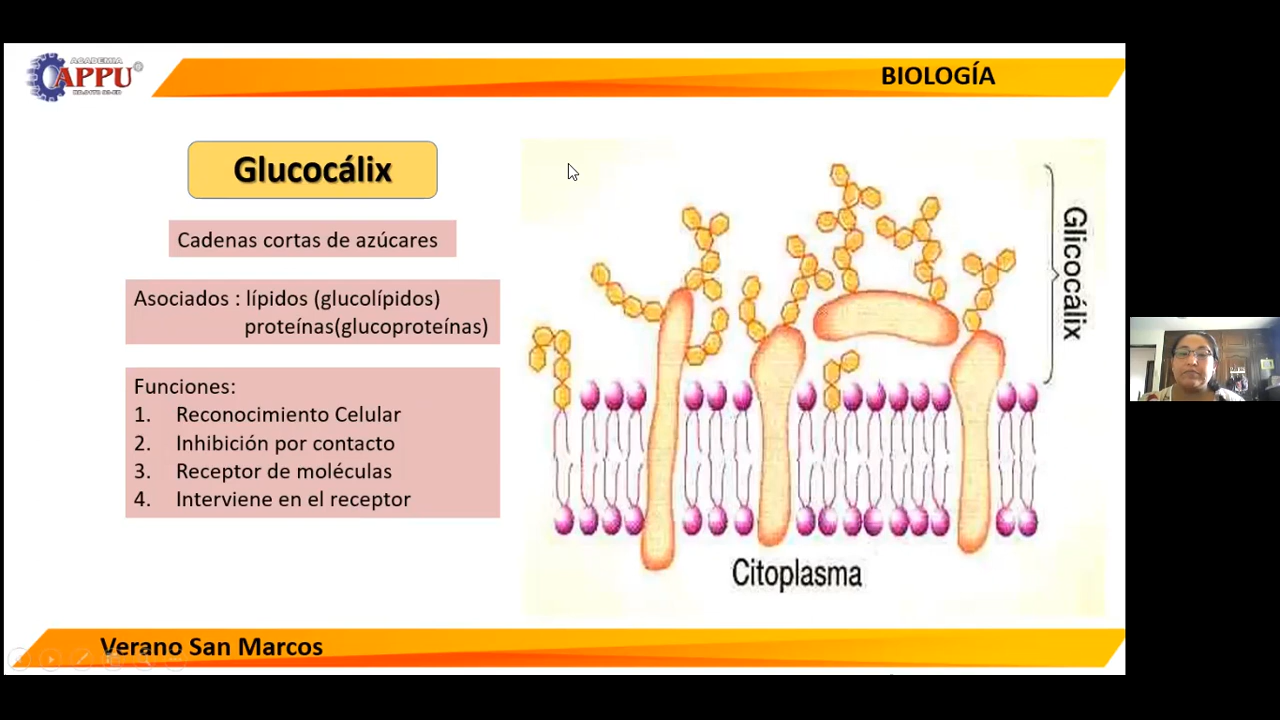 ACADEMIA
APPU
BIOLOGÍA
Glucocálix
Cadenas cortas de azúcares
Asociados : lípidos (glucolípidos)
proteínas(glucoproteínas)
Funciones:
1. Reconocimiento Celular
2. Inhibición por contacto
3. Receptor de moléculas
4. Interviene en el receptor
Glicocálix
Citoplasma
Verano San Marcos